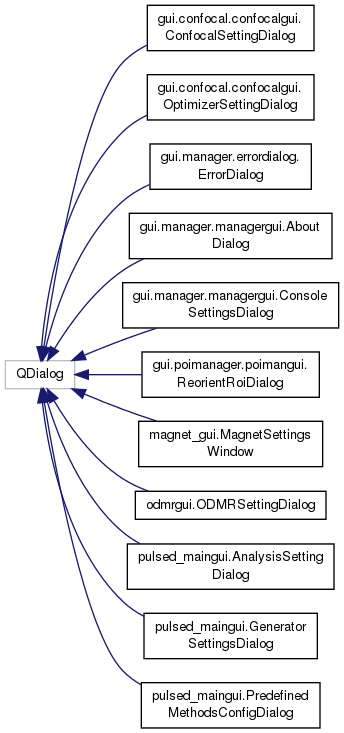 gui.confocal.confocalgui.
ConfocalSettingDialog
gui.confocal.confocalgui.
OptimizerSettingDialog
gui.manager.errordialog.
ErrorDialog
gui.manager.managergui.About
Dialog
gui.manager.managergui.Console
SettingsDialog
QDialog
gui.poimanager.poimangui.
ReorientRoiDialog
magnet_gui.MagnetSettings
Window
odmrgui.ODMRSettingDialog
pulsed_maingui.AnalysisSetting
Dialog
pulsed_maingui.Generator
SettingsDialog
pulsed_maingui.Predefined
MethodsConfigDialog